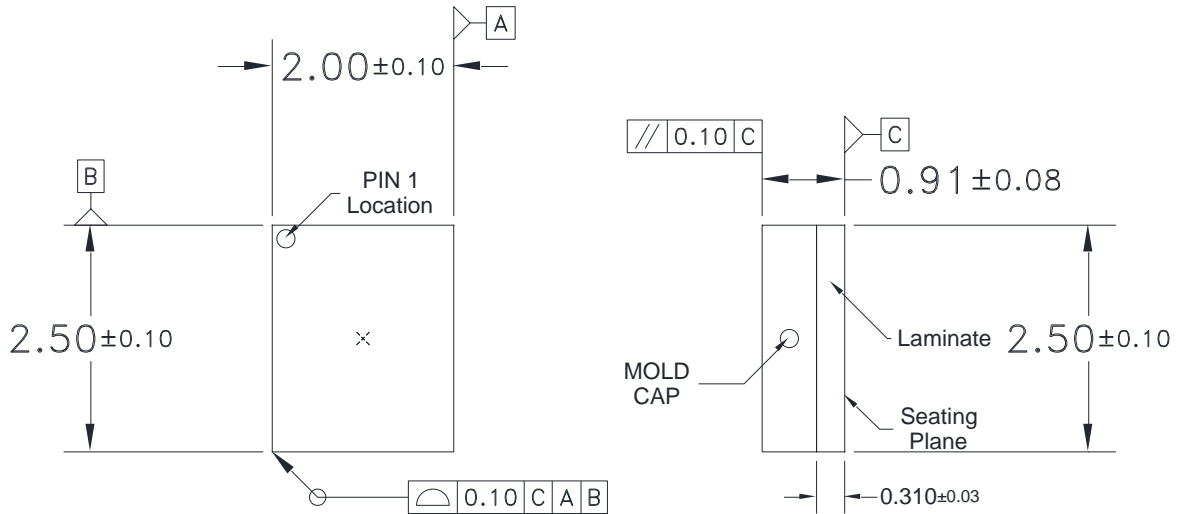 A
2.00±0.10
// 0.10 C
C
0.91±0.08
B
PIN 1
Location
2.50±0.10
Laminate
2.50±0.10
MOLD
CAP
Seating
Plane
0.10 C A B
0.310±0.03